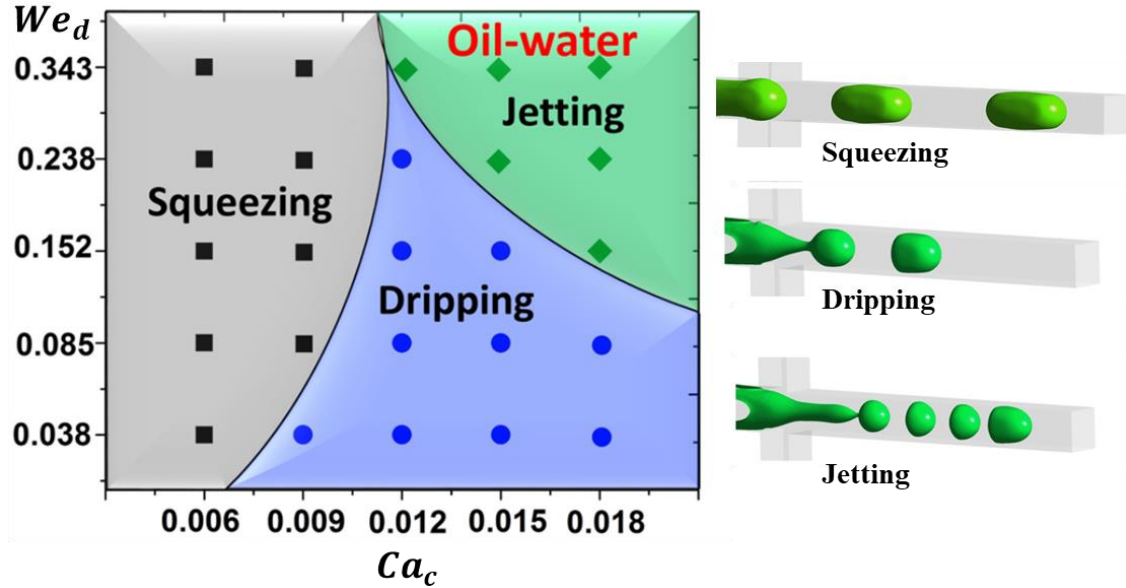 We_d
Oil-water
0.343
Jetting
0.238
Squeezing
0.152
Dripping
0.085
0.038
0.006 0.009 0.012 0.015 0.018
Ca_c
Squeezing
Dripping
Jetting